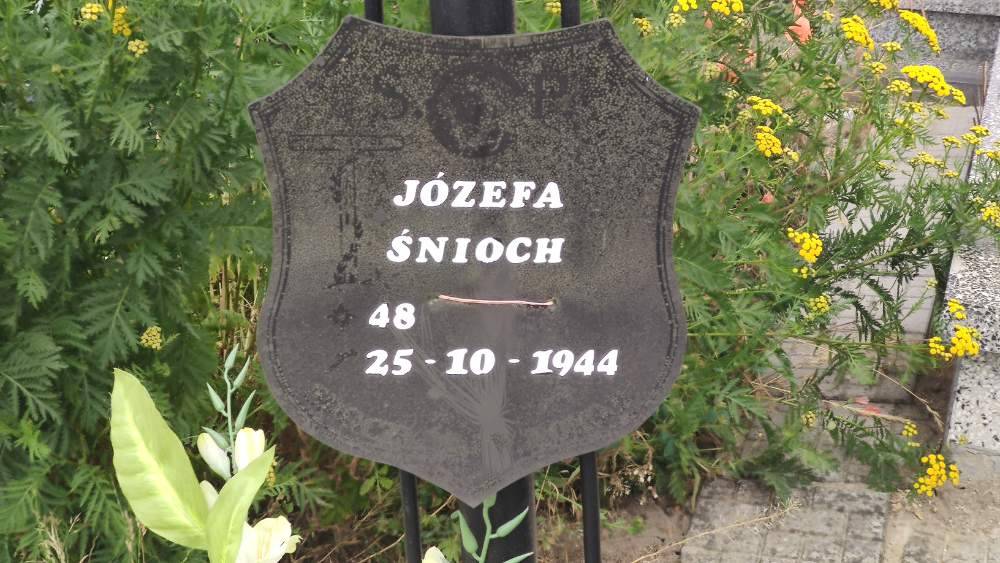 S P
JÓZEFA
ŚNIOCH
48
25 - 10 - 1944